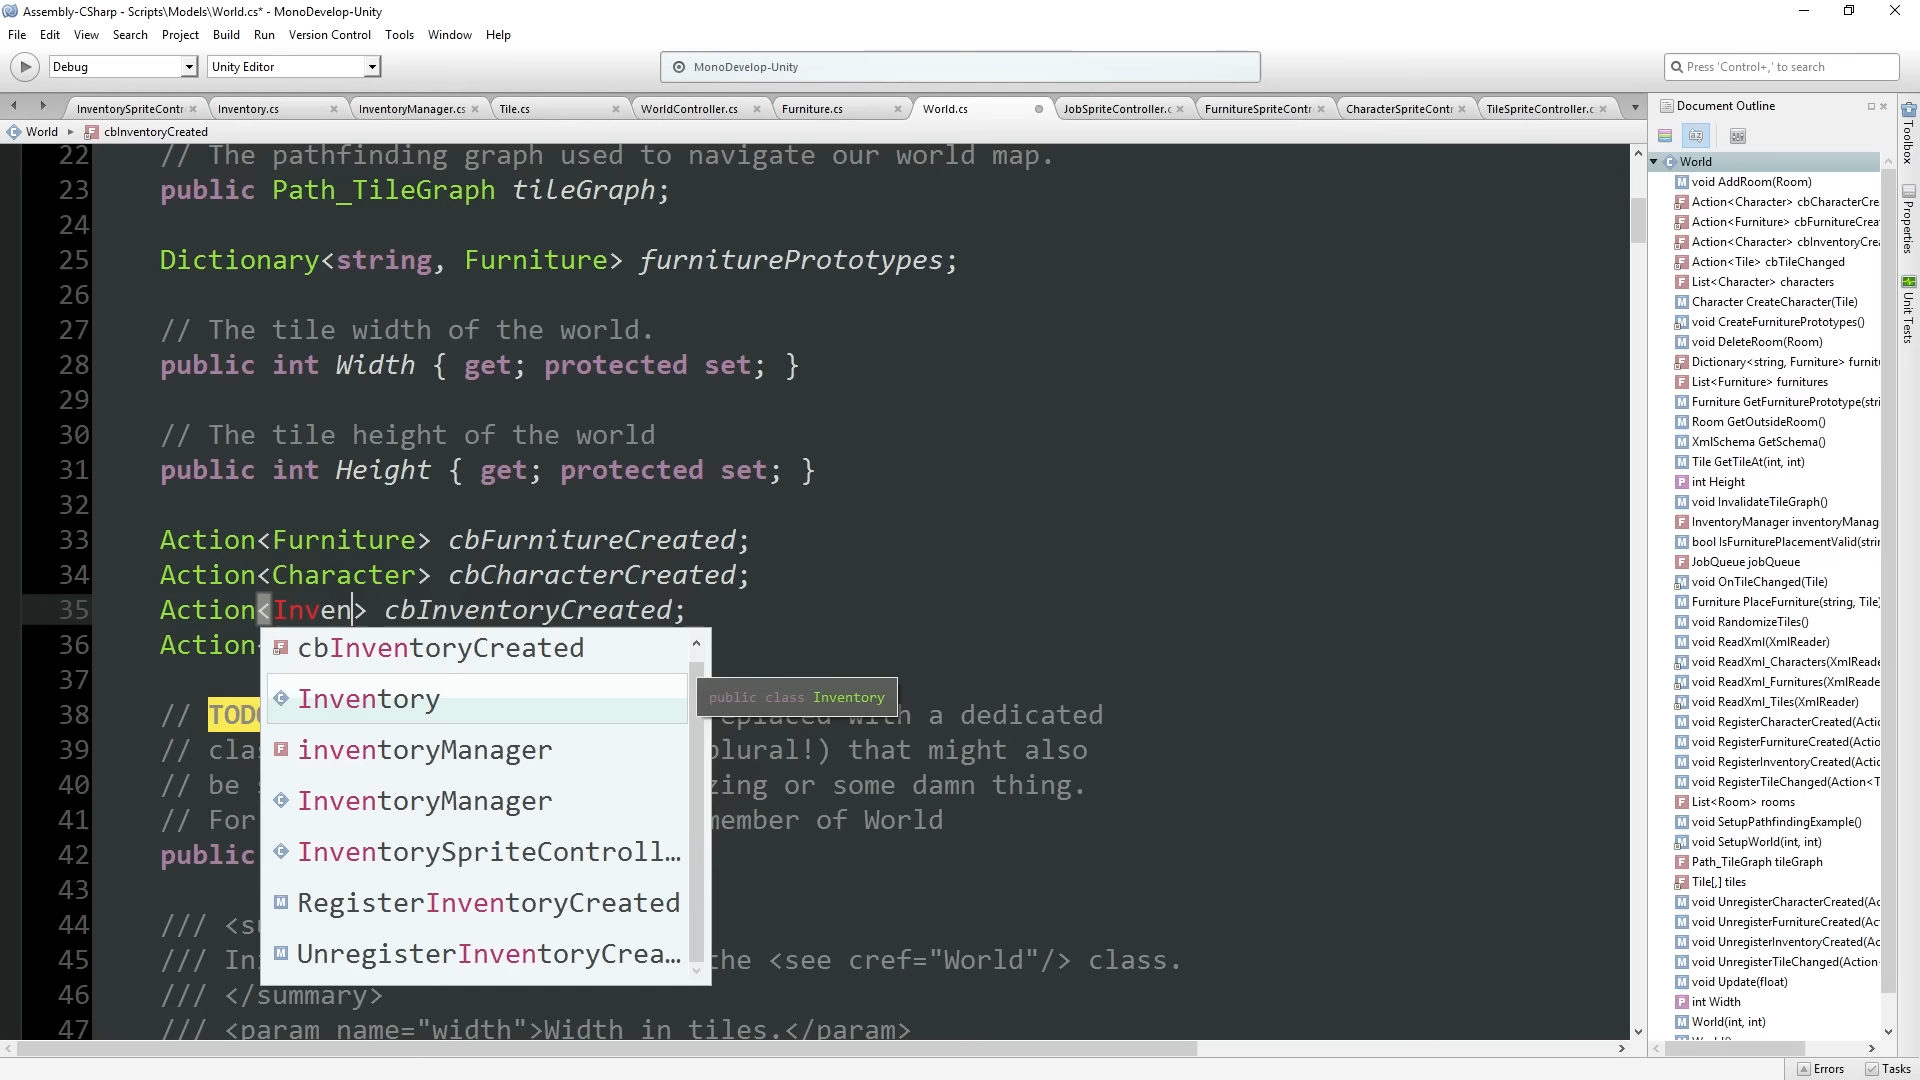 Assembly-CSharp - Scripts\Models\World.cs* - MonoDevelop-Unity
File Edit View Search Project Build Run Version Control Tools Window Help
Debug Unity Editor MonoDevelop-Unity Press 'Control+,' to search
InventorySpriteContr Inventory.cs InventoryManager.cs Tile.cs WorldController.cs Furniture.cs World.cs JobSpriteController.c FurnitureSpriteContr CharacterSpriteContr TileSpriteController.c
World cbInventoryCreated
22 // The pathfinding graph used to navigate our world map.
23 public Path_TileGraph tileGraph;
24
25 Dictionary<string, Furniture> furniturePrototypes;
26
27 // The tile width of the world.
28 public int Width { get; protected set; }
29
30 // The tile height of the world
31 public int Height { get; protected set; }
32
33 Action<Furniture> cbFurnitureCreated;
34 Action<Character> cbCharacterCreated;
35 Action<Inven> cbInventoryCreated;
36 Action
37
38 // TODO replaced with a dedicated
39 // cla plural!) that might also
40 // be zing or some damn thing.
41 // For member of World
42 public
43
44 /// <su
45 /// In the <see cref="World"/> class.
46 /// </summary>
47 /// <param name="width">Width in tiles.</param>
cbInventoryCreated
Inventory
inventoryManager
InventoryManager
InventorySpriteControll...
RegisterInventoryCreated
UnregisterInventoryCrea...
public class Inventory
Document Outline
World
void AddRoom(Room)
Action<Character> cbCharacterCre
Action<Furniture> cbFurnitureCrea
Action<Character> cbInventoryCre
Action<Tile> cbTileChanged
List<Character> characters
Character CreateCharacter(Tile)
void CreateFurniturePrototypes()
void DeleteRoom(Room)
Dictionary<string, Furniture> furnit
List<Furniture> furnitures
Furniture GetFurniturePrototype(stri
Room GetOutsideRoom()
XmlSchema GetSchema()
Tile GetTileAt(int, int)
int Height
void InvalidateTileGraph()
InventoryManager inventoryManag
bool IsFurniturePlacementValid(strin
JobQueue jobQueue
void OnTileChanged(Tile)
Furniture PlaceFurniture(string, Tile)
void RandomizeTiles()
void ReadXml(XmlReader)
void ReadXml_Characters(XmlReade
void ReadXml_Furnitures(XmlReade
void ReadXml_Tiles(XmlReader)
void RegisterCharacterCreated(Actio
void RegisterFurnitureCreated(Actio
void RegisterInventoryCreated(Actio
void RegisterTileChanged(Action<T
List<Room> rooms
void SetupPathfindingExample()
void SetupWorld(int, int)
Path_TileGraph tileGraph
Tile[,] tiles
void UnregisterCharacterCreated(Ac
void UnregisterFurnitureCreated(Ac
void UnregisterInventoryCreated(Ac
void UnregisterTileChanged(Action
void Update(float)
int Width
World(int, int)
Toolbox
Properties
Unit Tests
Errors Tasks